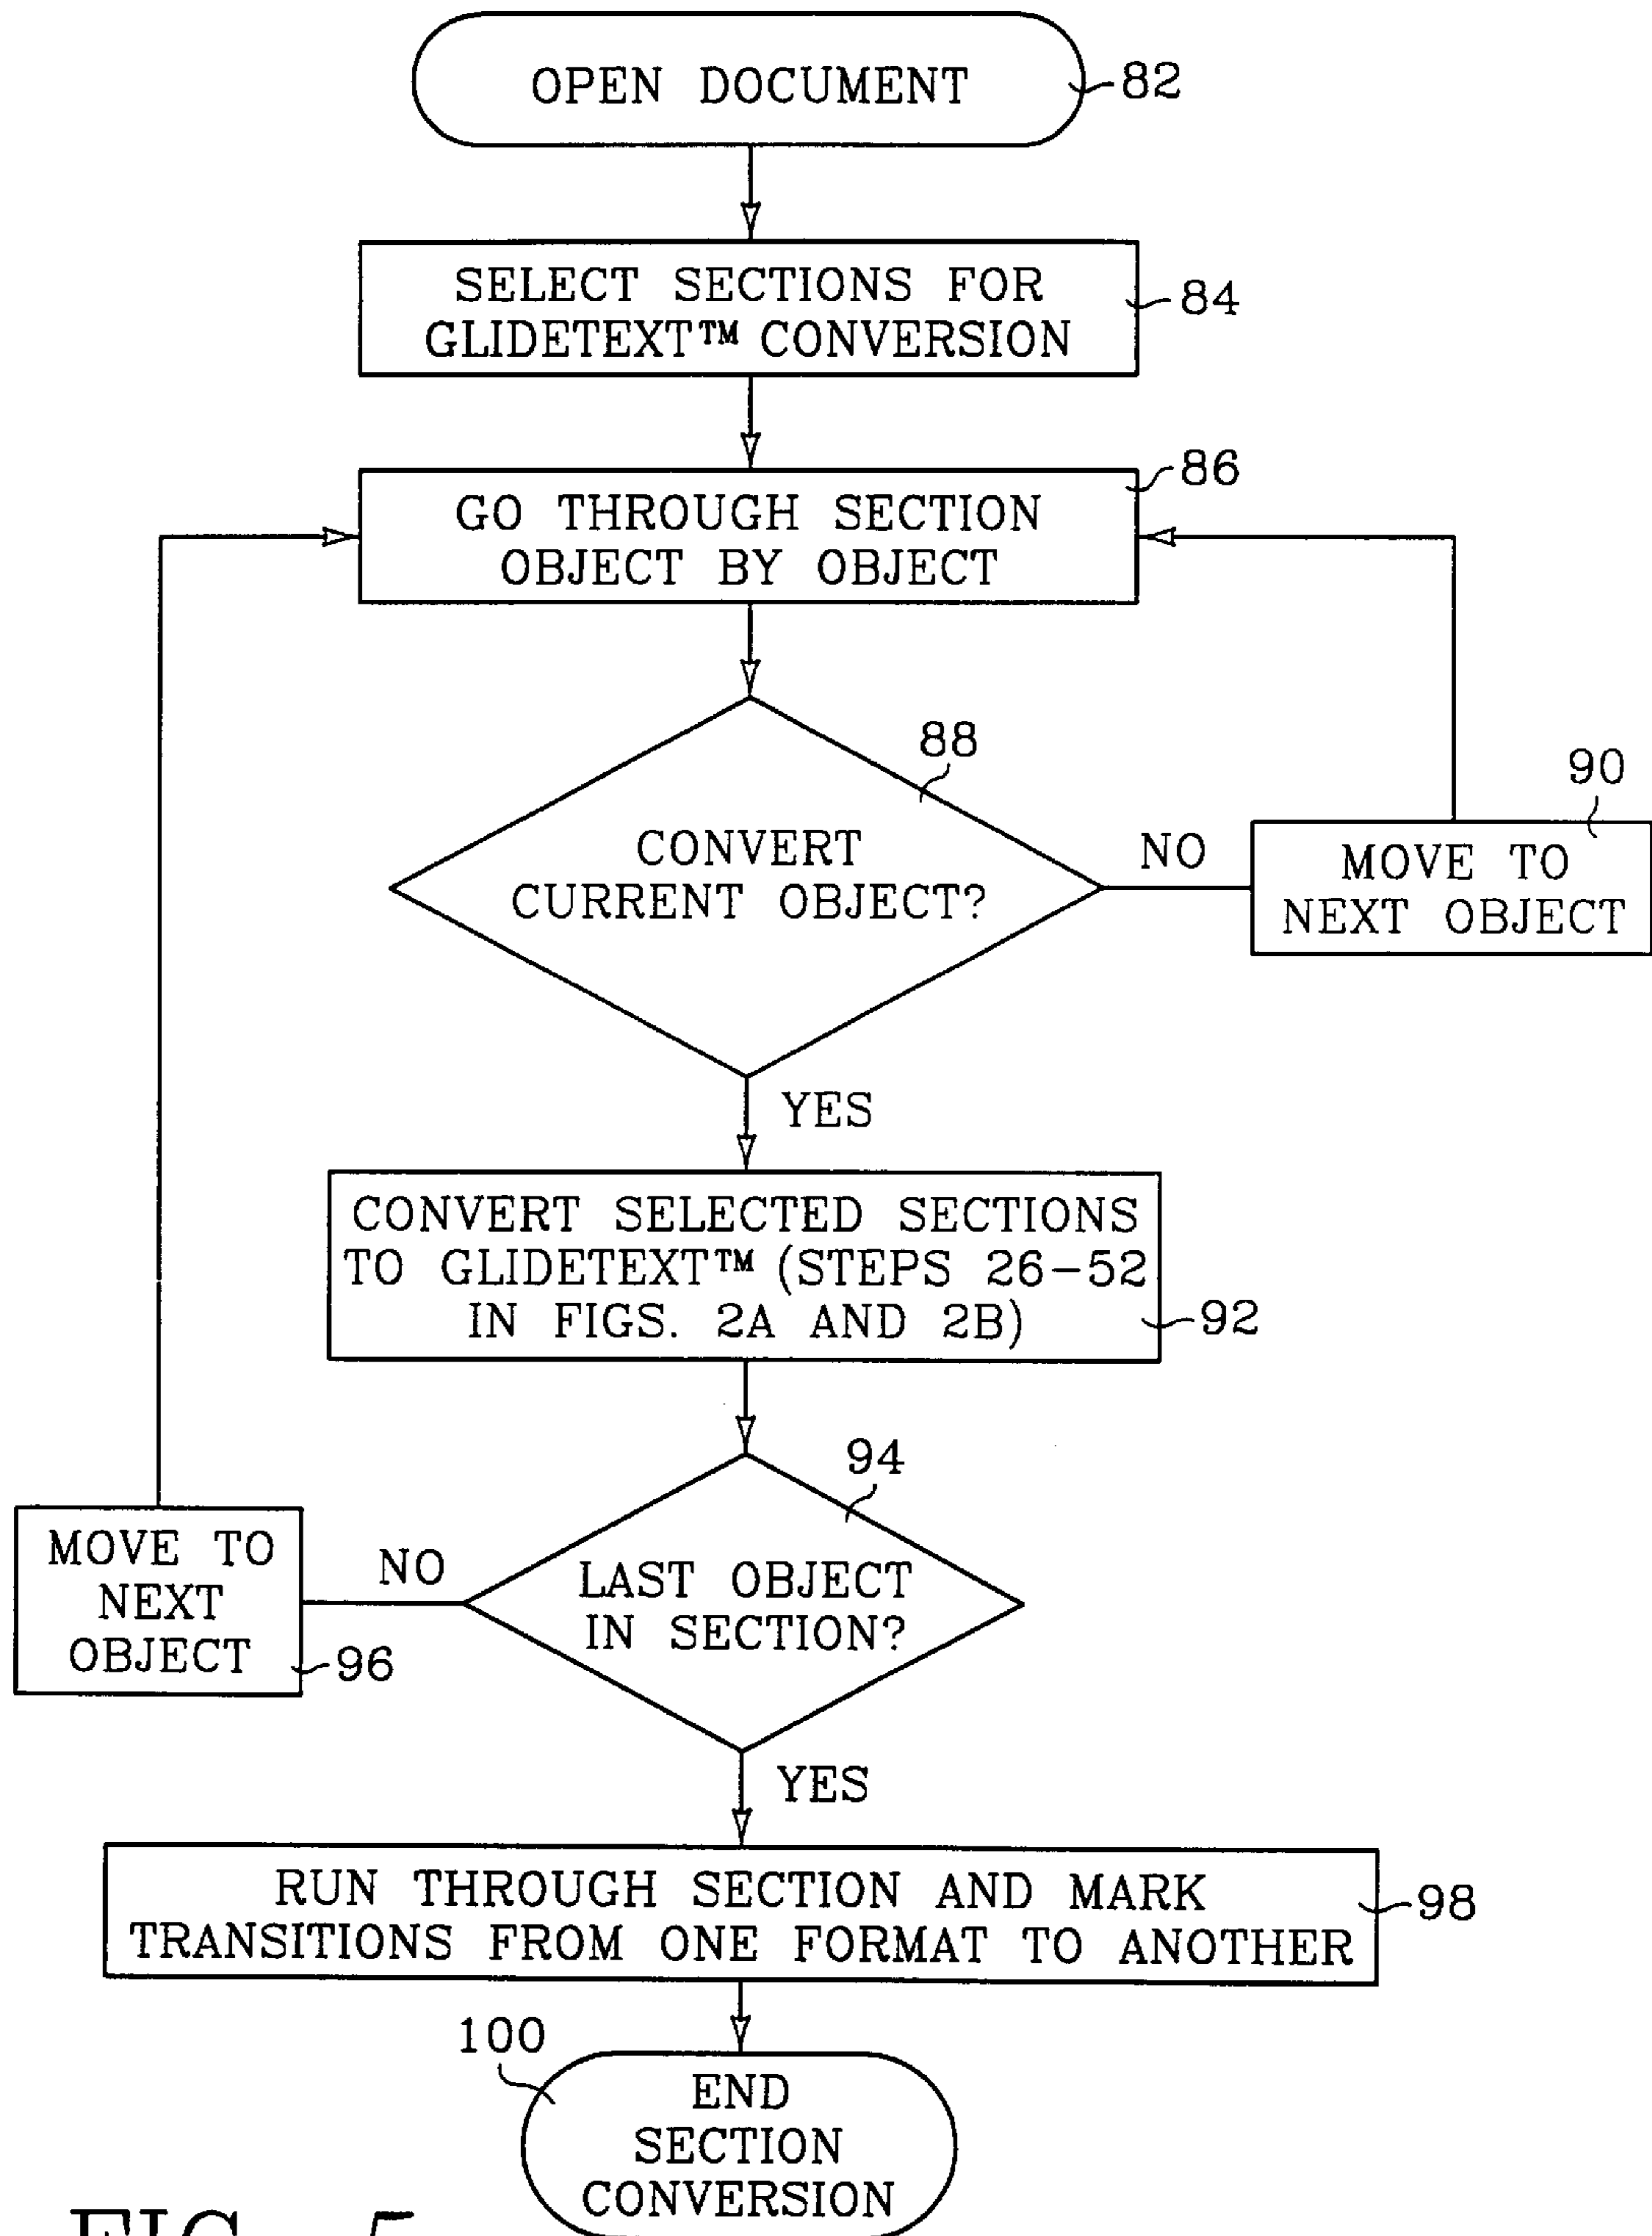 OPEN DOCUMENT
82
SELECT SECTIONS FOR
GLIDETEXT™ CONVERSION
84
86
GO THROUGH SECTION
OBJECT BY OBJECT
88
CONVERT
CURRENT OBJECT?
NO
90
MOVE TO
NEXT OBJECT
YES
CONVERT SELECTED SECTIONS
TO GLIDETEXT™ (STEPS 26-52
IN FIGS. 2A AND 2B)
92
94
LAST OBJECT
IN SECTION?
NO
MOVE TO
NEXT
OBJECT
96
YES
RUN THROUGH SECTION AND MARK
TRANSITIONS FROM ONE FORMAT TO ANOTHER
98
100
END
SECTION
CONVERSION
FIG. 5